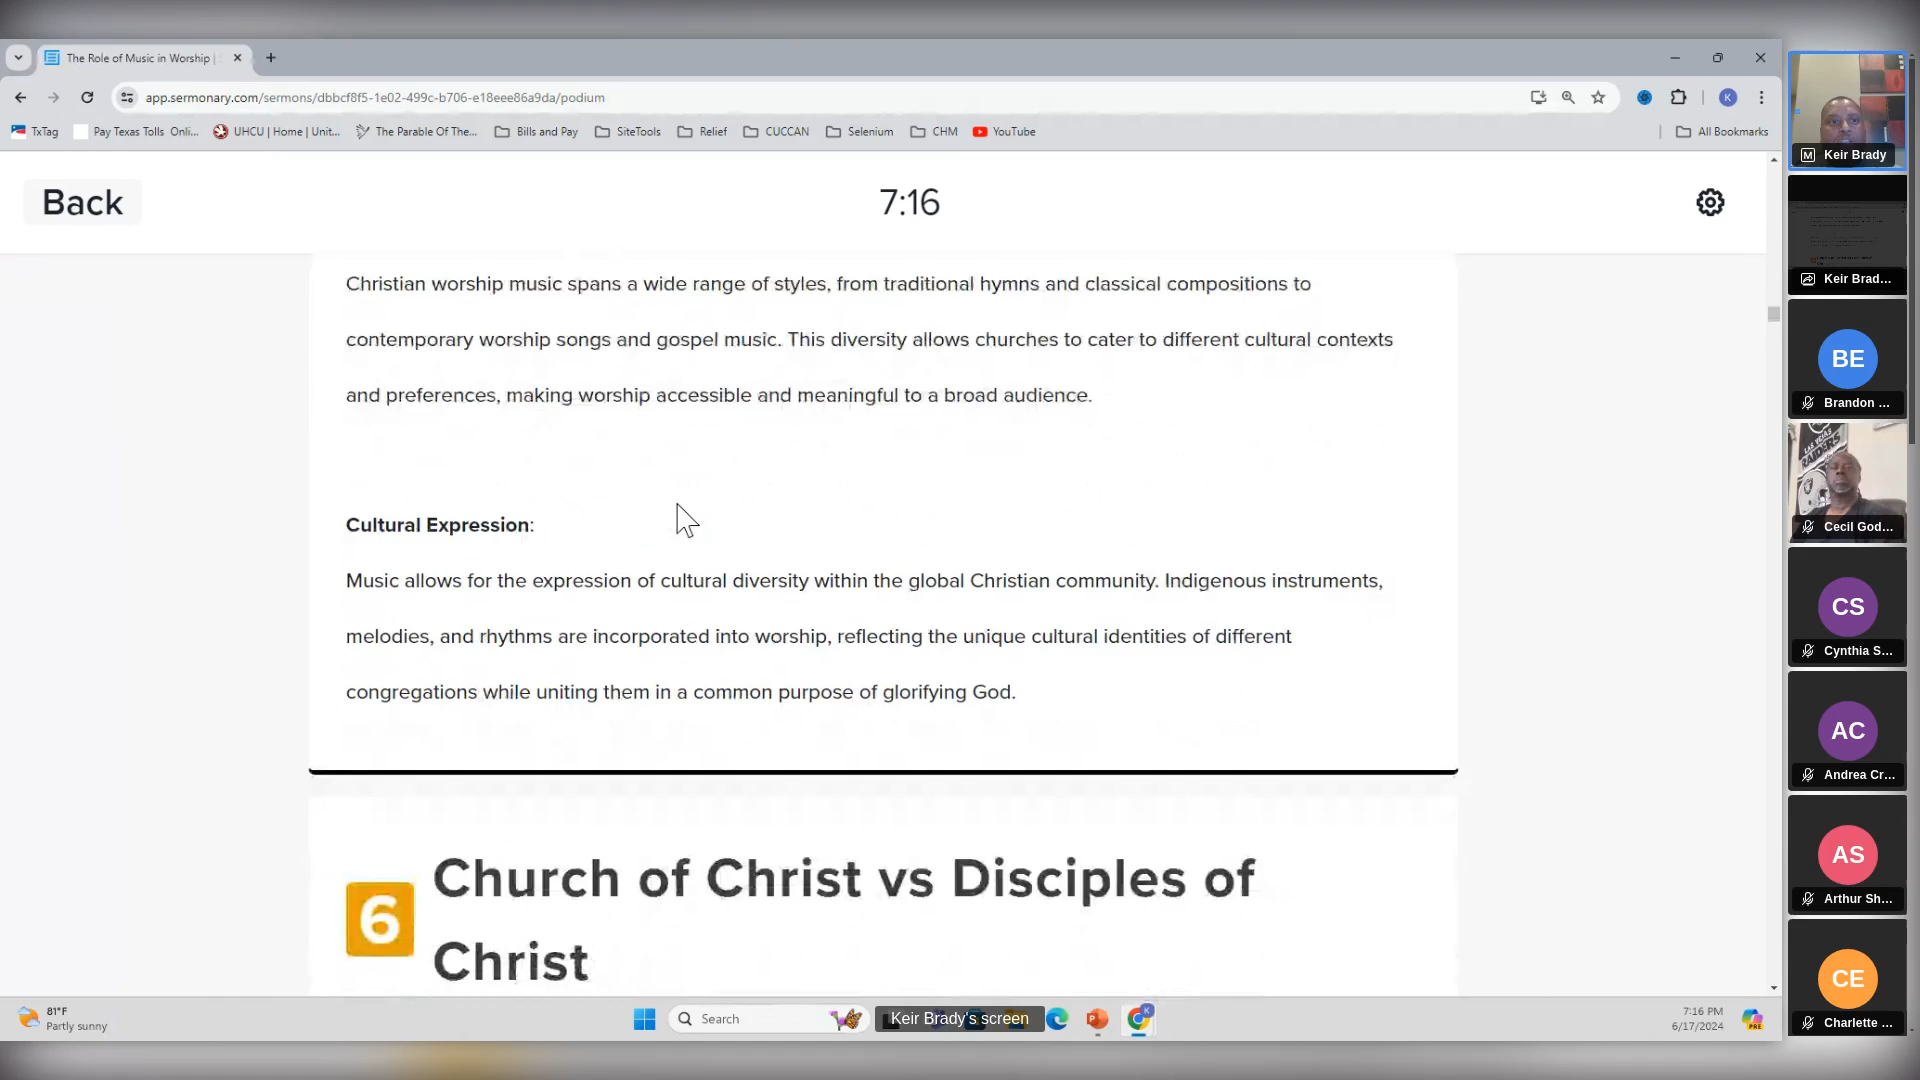 The Role of Music in Worship |
app.sermonary.com/sermons/dbbcf8f5-1e02-499c-b706-e18eee86a9da/podium
TxTag
Pay Texas Tolls Onli...
UHCU | Home | Unit...
The Parable Of The...
Bills and Pay
SiteTools
Relief
CUCCAN
Selenium
CHM
YouTube
All Bookmarks
K
Back
7:16
Christian worship music spans a wide range of styles, from traditional hymns and classical compositions to
contemporary worship songs and gospel music. This diversity allows churches to cater to different cultural contexts
and preferences, making worship accessible and meaningful to a broad audience.
Cultural Expression:
Music allows for the expression of cultural diversity within the global Christian community. Indigenous instruments,
melodies, and rhythms are incorporated into worship, reflecting the unique cultural identities of different
congregations while uniting them in a common purpose of glorifying God.
6
Church of Christ vs Disciples of
Christ
81°F
Partly sunny
Search
Keir Brady's screen
7:16 PM
6/17/2024
PRE
M Keir Brady
Keir Brad...
BE
Brandon ...
LAS VEGAS
RAIDERS
Cecil God...
CS
Cynthia S...
AC
Andrea Cr...
AS
Arthur Sh...
CE
Charlette ...